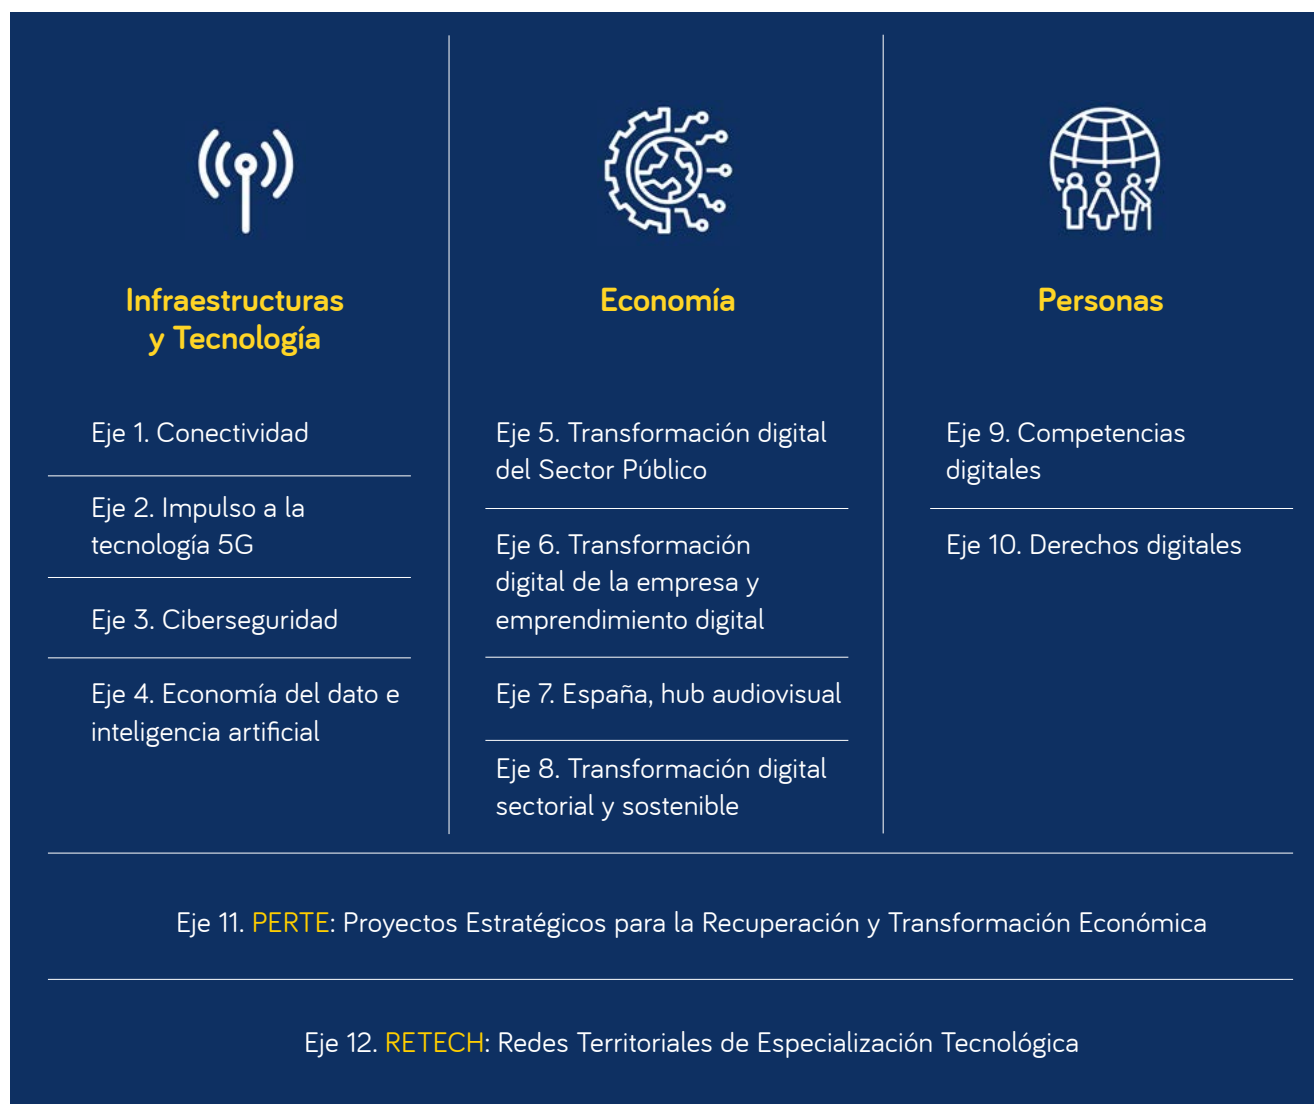 Infraestructuras
y Tecnología
Eje 1. Conectividad
Eje 2. Impulso a la
tecnología 5G
Eje 3. Ciberseguridad
Eje 4. Economía del dato e
inteligencia artificial
Economía
Eje 5. Transformación digital
del Sector Público
Eje 6. Transformación
digital de la empresa y
emprendimiento digital
Eje 7. España, hub audiovisual
Eje 8. Transformación digital
sectorial y sostenible
Personas
Eje 9. Competencias
digitales
Eje 10. Derechos digitales
Eje 11. PERTE: Proyectos Estratégicos para la Recuperación y Transformación Económica
Eje 12. RETECH: Redes Territoriales de Especialización Tecnológica